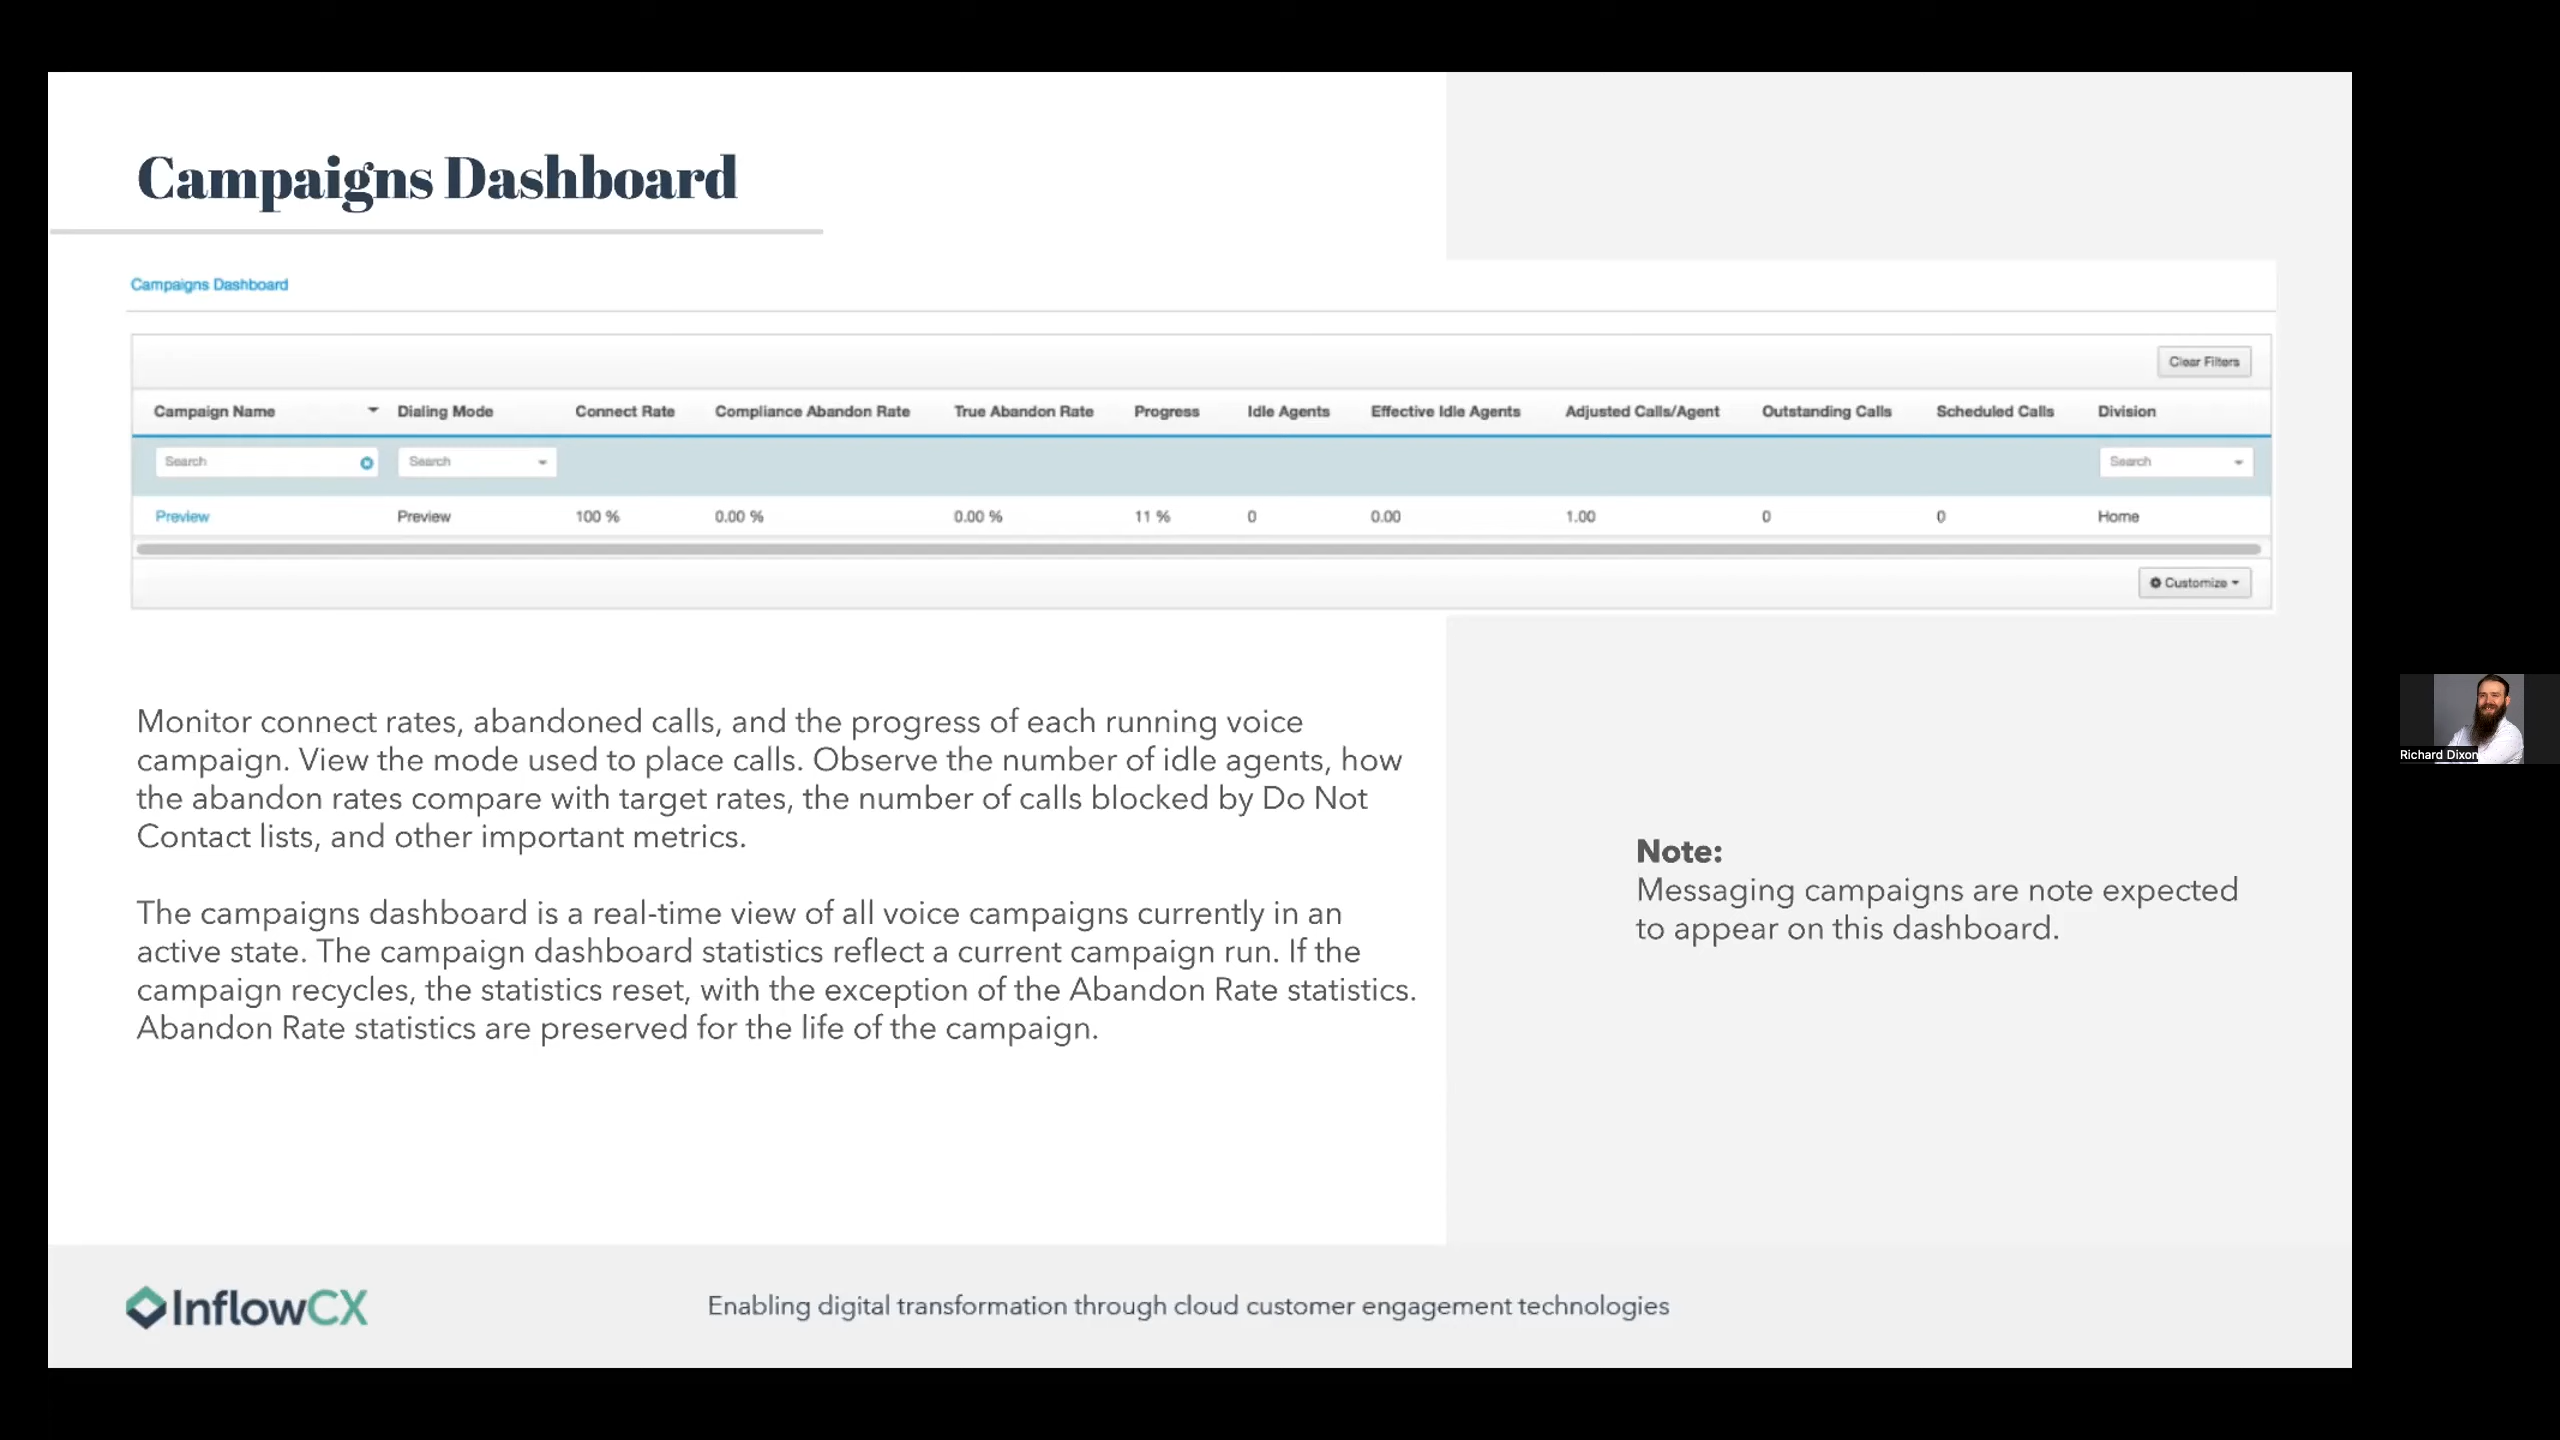 Campaigns Dashboard
Campaigns Dashboard
Clear Filters
Campaign Name Dialing Mode Connect Rate Compliance Abandon Rate True Abandon Rate Progress Idle Agents Effective Idle Agents Adjusted Calls/Agent Outstanding Calls Scheduled Calls Division
Search Search Search
Preview Preview 100 % 0.00 % 0.00 % 11 % 0 0.00 1.00 0 0 Home
Customize
Monitor connect rates, abandoned calls, and the progress of each running voice
campaign. View the mode used to place calls. Observe the number of idle agents, how
the abandon rates compare with target rates, the number of calls blocked by Do Not
Contact lists, and other important metrics.
The campaigns dashboard is a real-time view of all voice campaigns currently in an
active state. The campaign dashboard statistics reflect a current campaign run. If the
campaign recycles, the statistics reset, with the exception of the Abandon Rate statistics.
Abandon Rate statistics are preserved for the life of the campaign.
Note:
Messaging campaigns are note expected
to appear on this dashboard.
Richard Dixon
InflowCX
Enabling digital transformation through cloud customer engagement technologies